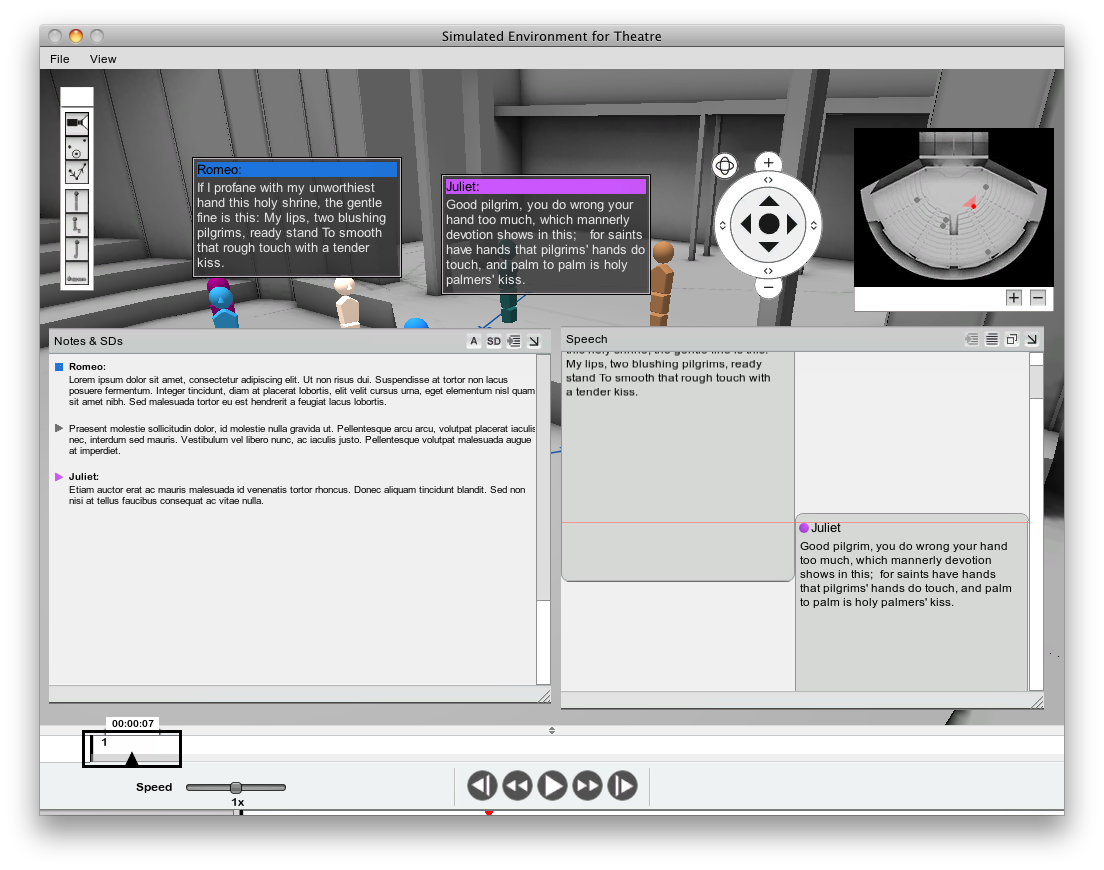 Simulated Environment for Theatre
File View
Romeo:
If I profane with my unworthiest
hand this holy shrine, the gentle
fine is this: My lips, two blushing
pilgrims, ready stand To smooth
that rough touch with a tender
kiss.
Juliet:
Good pilgrim, you do wrong your
hand too much, which mannerly
devotion shows in this; for saints
have hands that pilgrims' hands do
touch, and palm to palm is holy
palmers' kiss.
Notes & SDs
A SD
Romeo:
Lorem ipsum dolor sit amet, consectetur adipiscing elit. Ut non risus dui. Suspendisse at tortor non lacus
posuere fermentum. Integer tincidunt, diam at placerat lobortis, elit velit cursus urna, eget elementum nisl quam
sit amet nibh. Sed malesuada tortor eu est hendrerit a feugiat lacus lobortis.
Praesent molestie sollicitudin dolor, id molestie nulla gravida ut. Pellentesque arcu arcu, volutpat placerat iaculis
nec, interdum sed mauris. Vestibulum vel libero nunc, ac iaculis justo. Pellentesque volutpat malesuada augue
at imperdiet.
Juliet:
Etiam auctor erat ac mauris malesuada id venenatis tortor rhoncus. Donec aliquam tincidunt blandit. Sed non
nisi at tellus faucibus consequat ac vitae nulla.
Speech
this holy shrine, the gentle fine is this:
My lips, two blushing pilgrims, ready
stand To smooth that rough touch with
a tender kiss.
Juliet
Good pilgrim, you do wrong your hand
too much, which mannerly devotion
shows in this; for saints have hands
that pilgrims' hands do touch, and palm
to palm is holy palmers' kiss.
00:00:07
1
Speed
1x